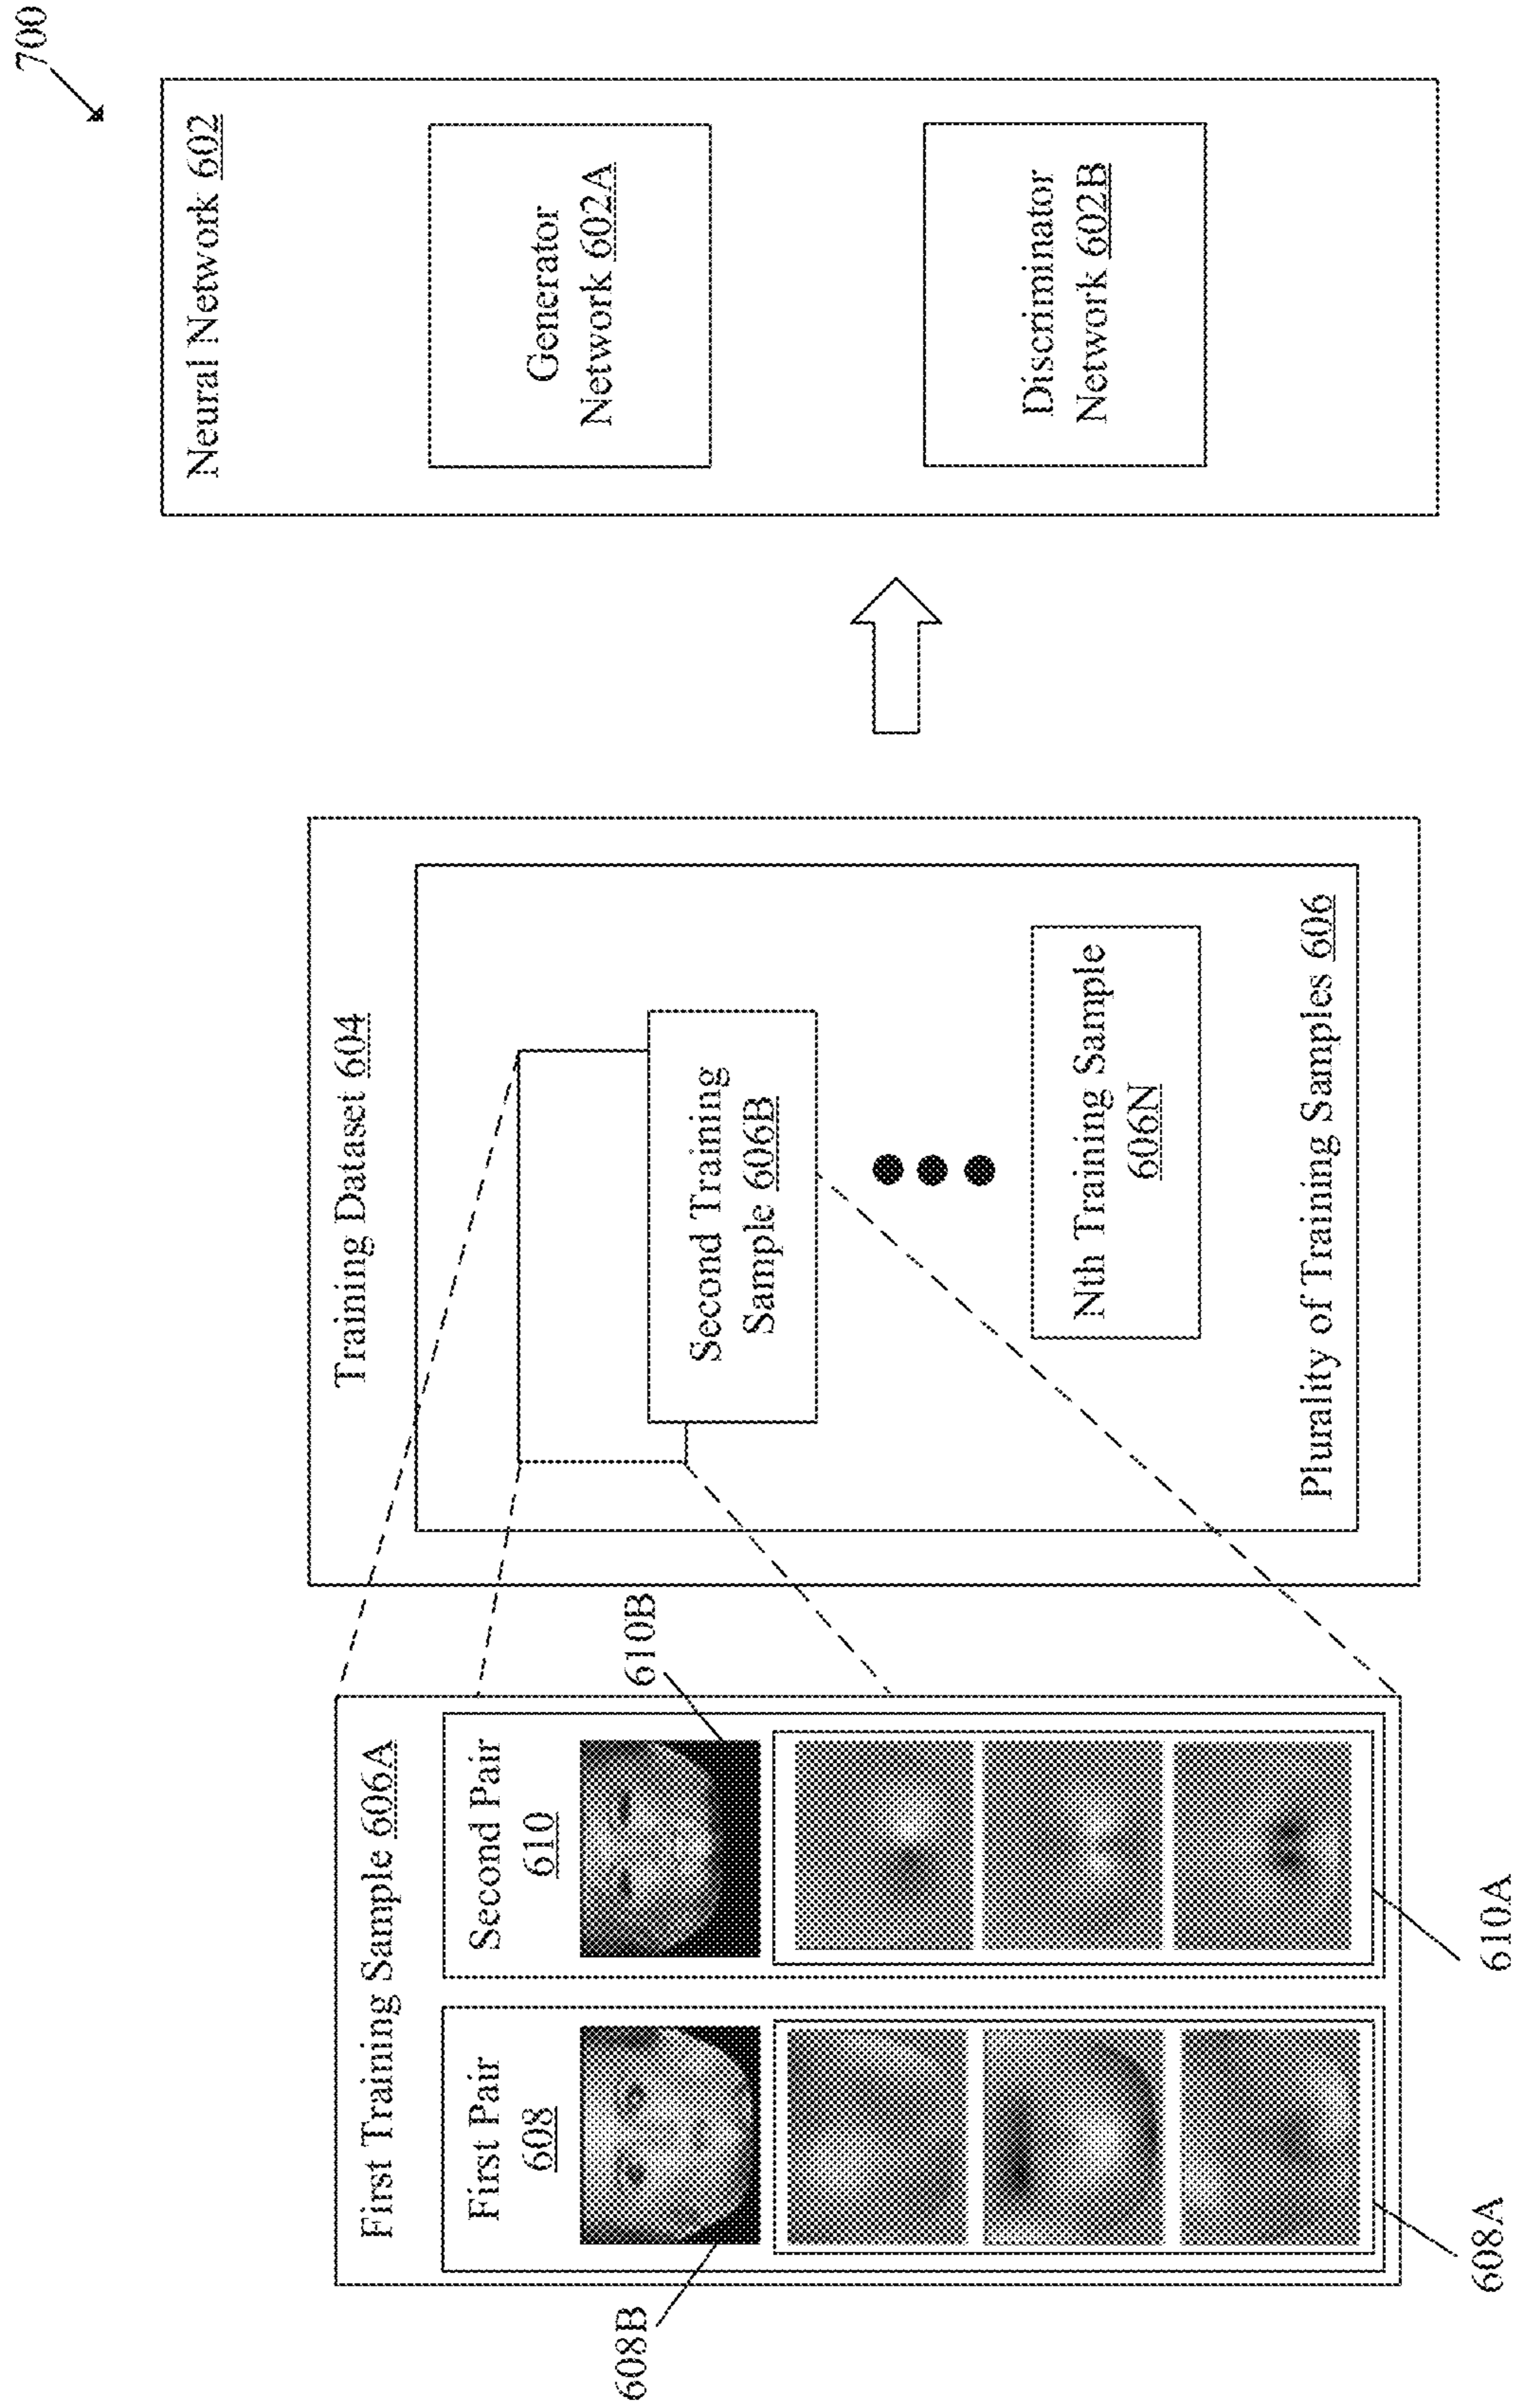 700
First Training Sample 606A
First Pair
608
Second Pair
610
608B
610B
608A
610A
Training Dataset 604
Second Training
Sample 606B
Nth Training Sample
606N
Plurality of Training Samples 606
Neural Network 602
Generator
Network 602A
Discriminator
Network 602B